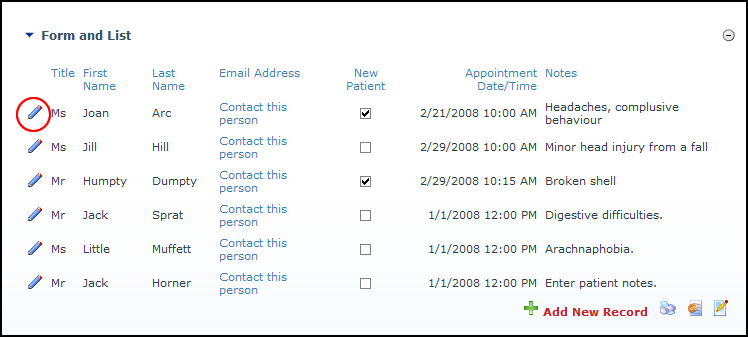 Form and List
Title First Name Last Name Email Address New Patient Appointment Date/Time Notes
Ms Joan Arc Contact this person 2/21/2008 10:00 AM Headaches, complusive behaviour
Ms Jill Hill Contact this person 2/29/2008 10:00 AM Minor head injury from a fall
Mr Humpty Dumpty Contact this person 2/29/2008 10:15 AM Broken shell
Mr Jack Sprat Contact this person 1/1/2008 12:00 PM Digestive difficulties.
Ms Little Muffett Contact this person 1/1/2008 12:00 PM Arachnaphobia.
Mr Jack Horner Contact this person 1/1/2008 12:00 PM Enter patient notes.
Add New Record